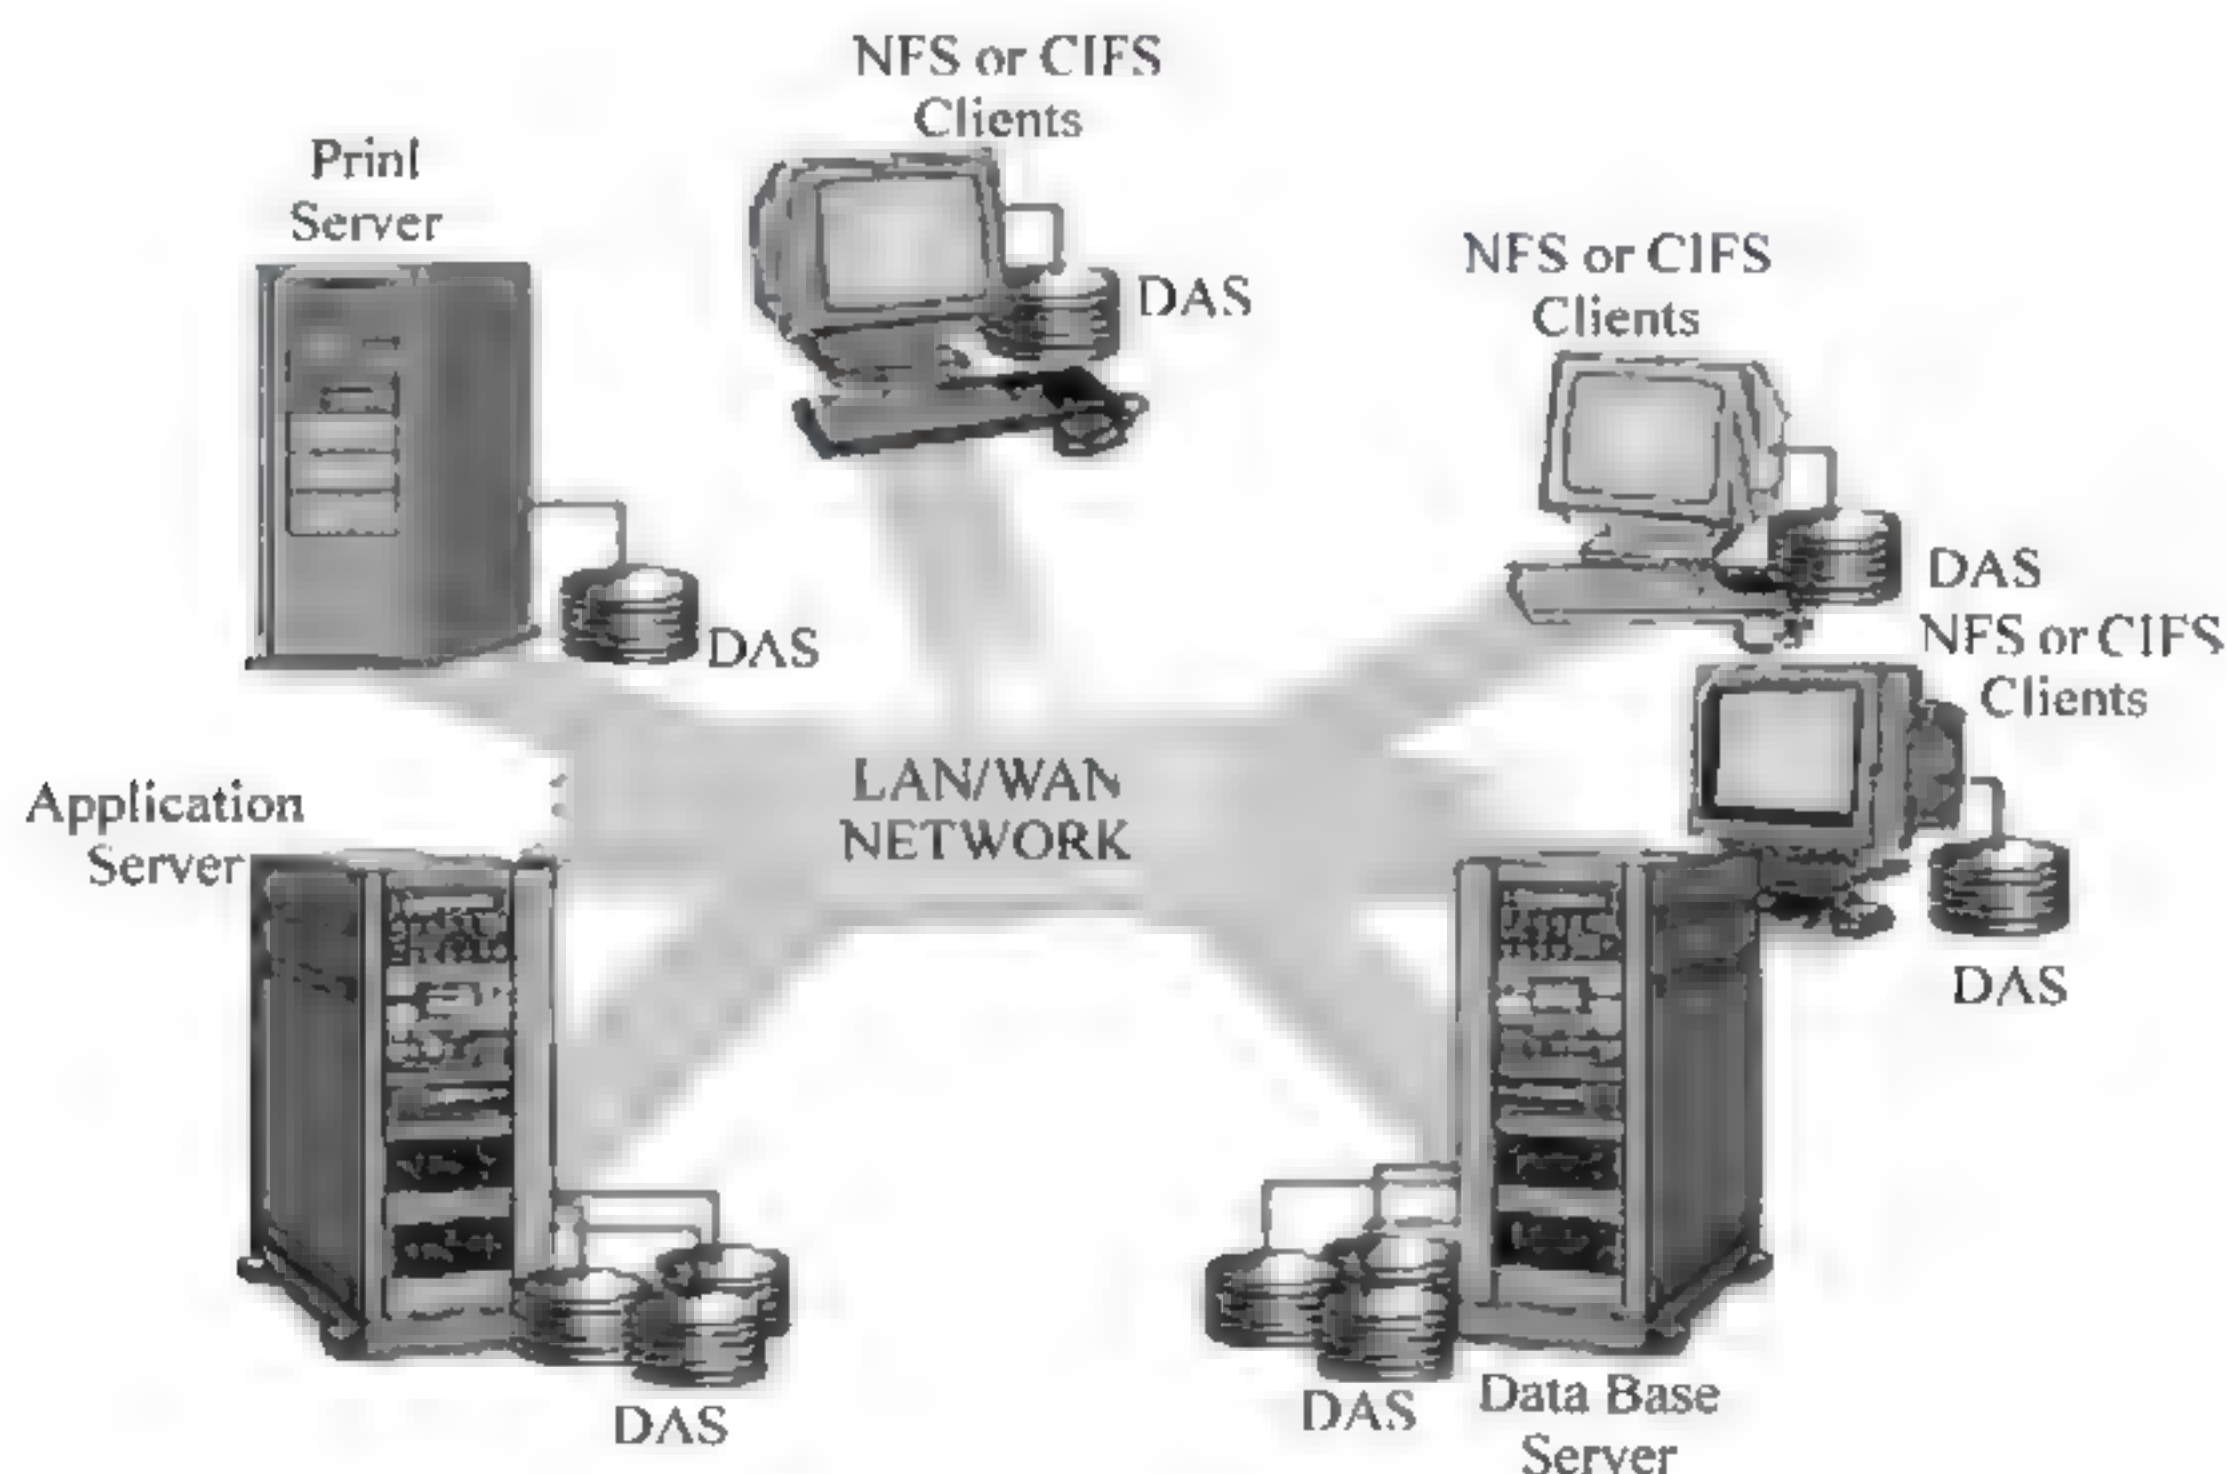 NFS or CIFS
Clients
Print
Server
DAS
NFS or CIFS
Clients
DAS
DAS
NFS or CIFS
Clients
DAS
LAN/WAN
NETWORK
Application
Server
DAS
DAS
Data Base
Server